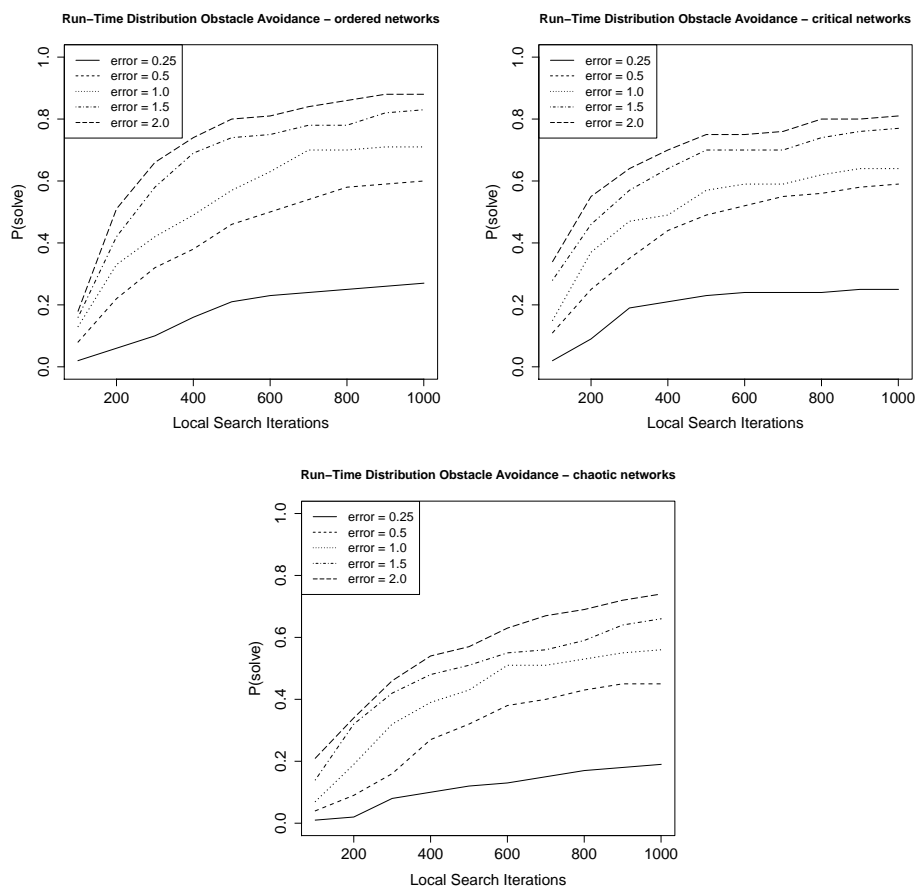 Run−Time Distribution Obstacle Avoidance − ordered networks
error = 0.25
error = 0.5
error = 1.0
error = 1.5
error = 2.0
P(solve)
0.0 0.2 0.4 0.6 0.8 1.0
200 400 600 800 1000
Local Search Iterations
Run−Time Distribution Obstacle Avoidance − critical networks
error = 0.25
error = 0.5
error = 1.0
error = 1.5
error = 2.0
P(solve)
0.0 0.2 0.4 0.6 0.8 1.0
200 400 600 800 1000
Local Search Iterations
Run−Time Distribution Obstacle Avoidance − chaotic networks
error = 0.25
error = 0.5
error = 1.0
error = 1.5
error = 2.0
P(solve)
0.0 0.2 0.4 0.6 0.8 1.0
200 400 600 800 1000
Local Search Iterations